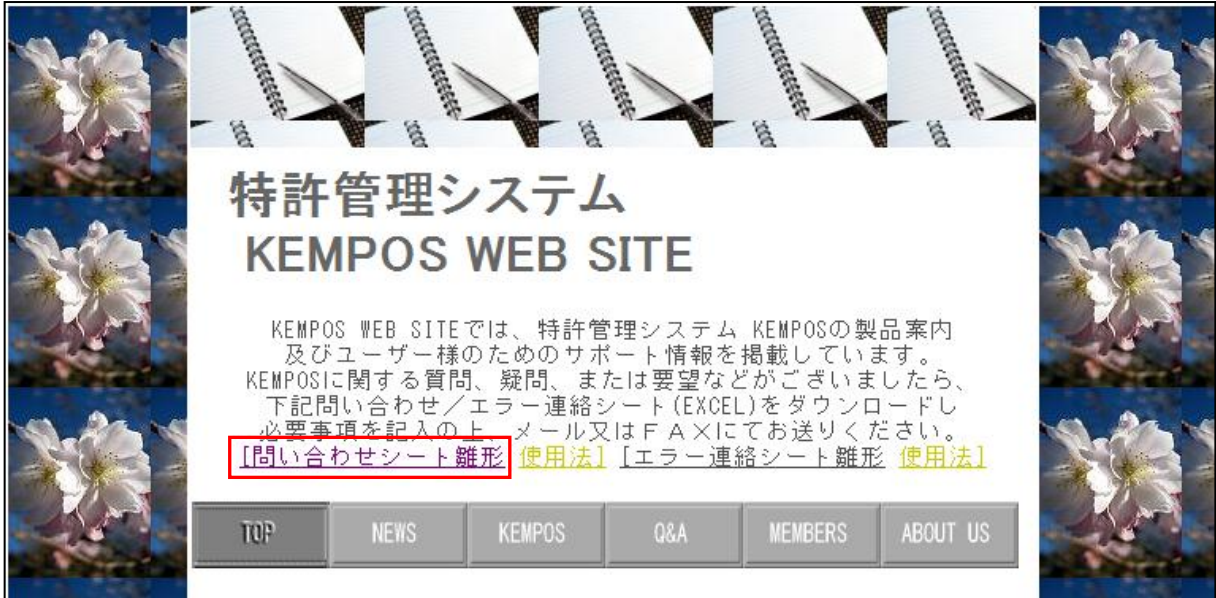 特許管理システム
KEMPOS WEB SITE
KEMPOS WEB SITEでは、特許管理システム KEMPOSの製品案内
及びユーザー様のためのサポート情報を掲載しています。
KEMPOSに関する質問、疑問、または要望などがございましたら、
下記問い合わせ／エラー連絡シート(EXCEL)をダウンロードし
必要事項を記入の上、メール又はＦＡＸにてお送りください。
[問い合わせシート雛形 使用法] [エラー連絡シート雛形 使用法]
TOP NEWS KEMPOS Q&A MEMBERS ABOUT US